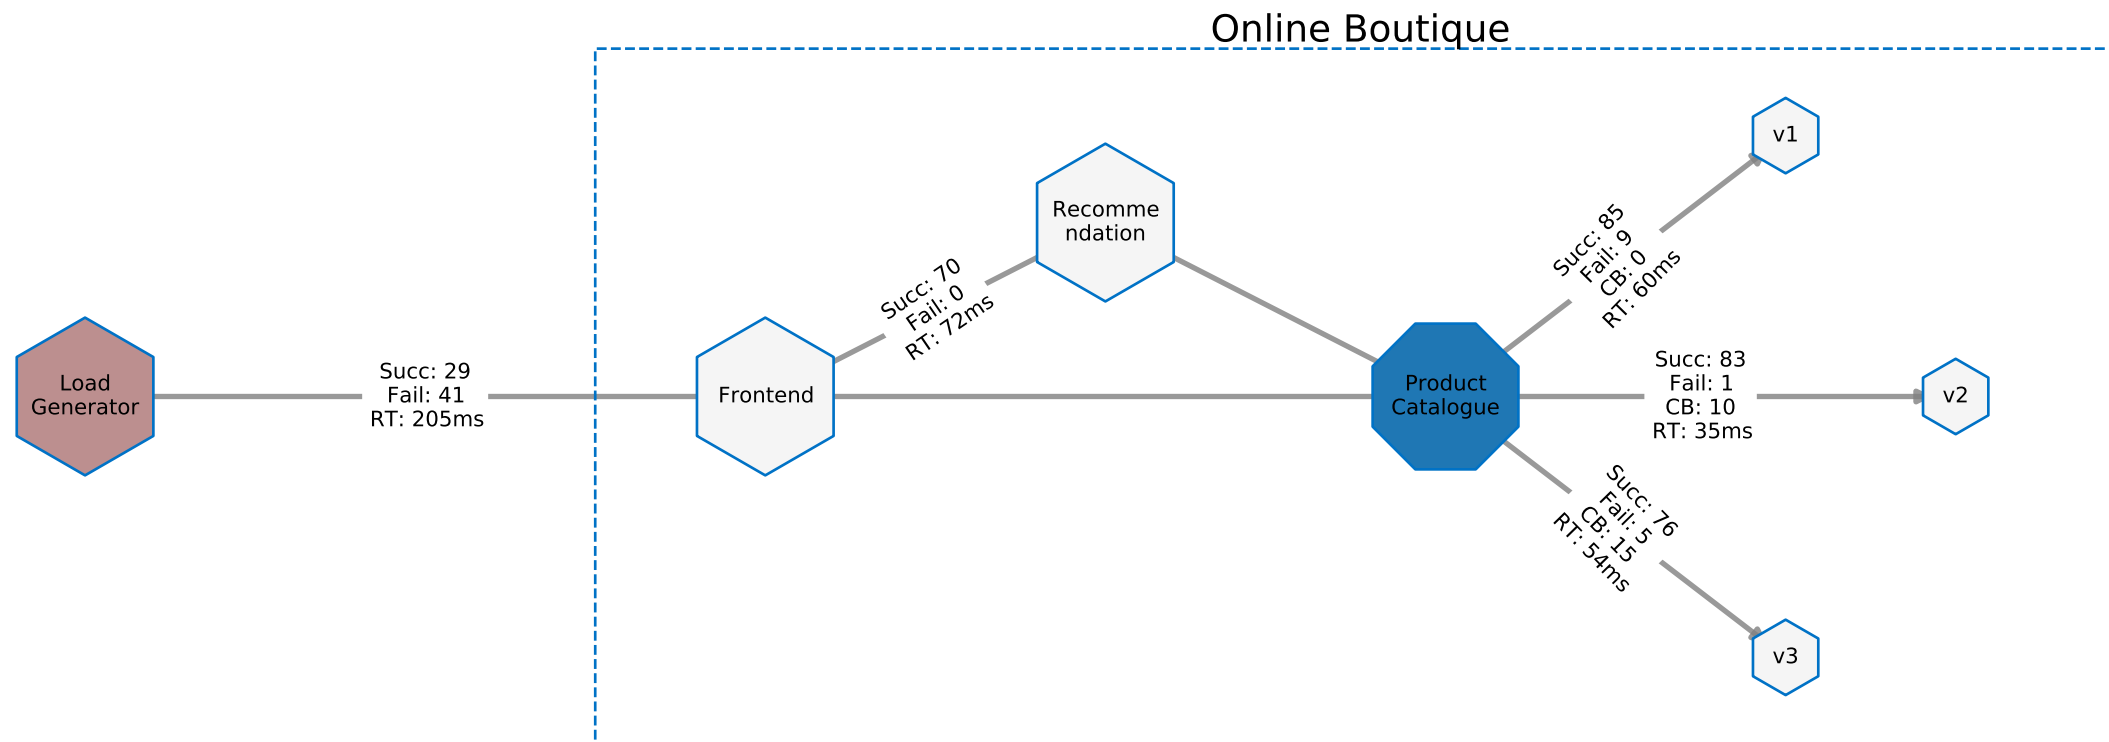 Online Boutique
Load
Generator
Succ: 29
Fail: 41
RT: 205ms
Frontend
Succ: 70
Fail: 0
RT: 72ms
Recomme
ndation
Product
Catalogue
Succ: 85
Fail: 9
CB: 0
RT: 60ms
v1
Succ: 83
Fail: 1
CB: 10
RT: 35ms
v2
Succ: 76
Fail: 5
CB: 15
RT: 54ms
v3